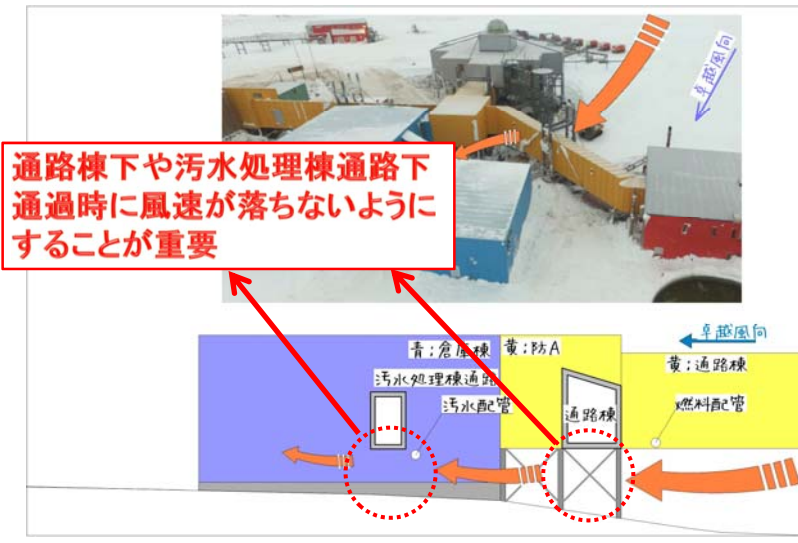 卓越風向
通路棟下や汚水処理棟通路下
通過時に風速が落ちないように
することが重要
卓越風向
青:倉庫棟
黄:防A
黄:通路棟
汚水処理棟通路
汚水配管
通路棟
燃料配管